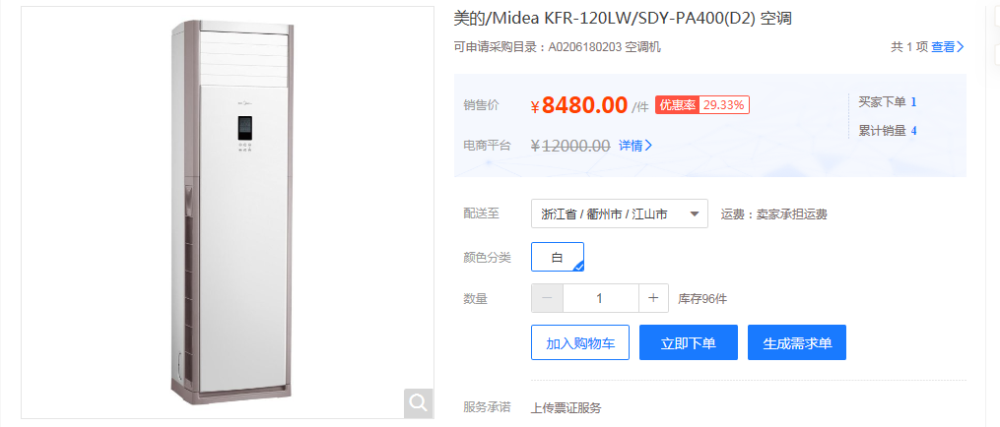 美的/Midea KFR-120LW/SDY-PA400(D2) 空调
可申请采购目录：A0206180203 空调机
共 1 项 查看
销售价 ¥8480.00 /件 优惠率 29.33%
买家下单 1
电商平台 ¥12000.00 详情
累计销量 4
配送至 浙江省 / 衢州市 / 江山市 运费：卖家承担运费
颜色分类 白
数量 1 + 库存96件
加入购物车 立即下单 生成需求单
服务承诺 上传票证服务